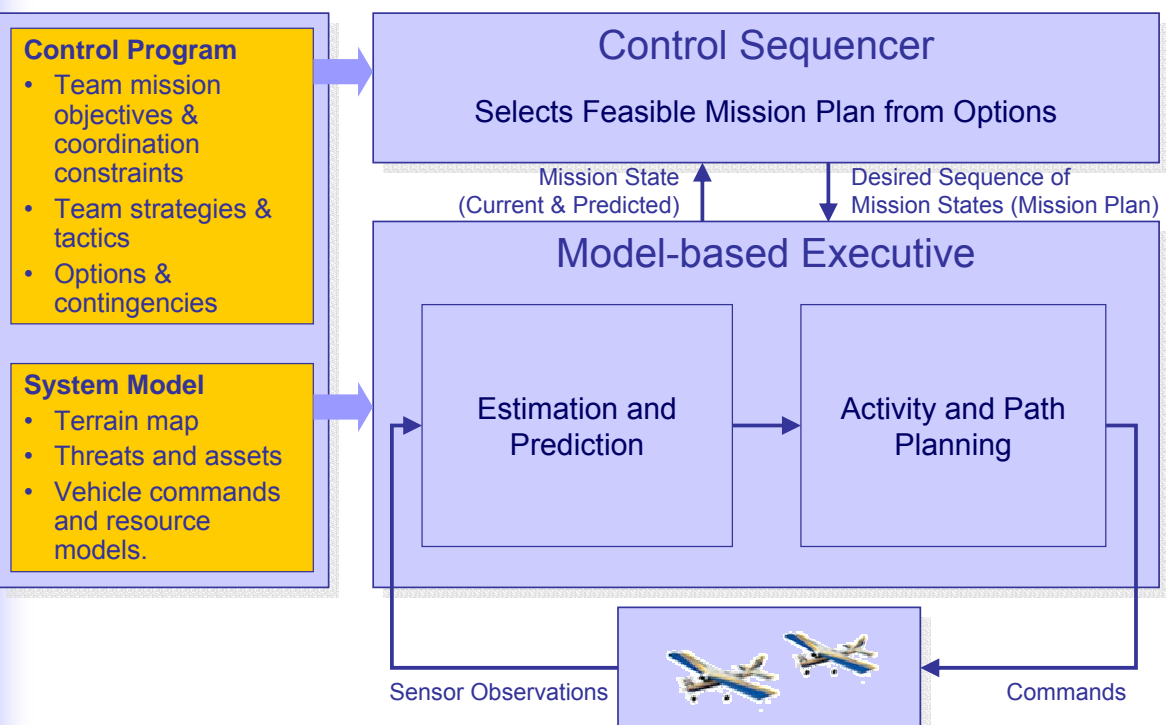 Control Program
• Team mission
objectives &
coordination
constraints
• Team strategies &
tactics
• Options &
contingencies
System Model
• Terrain map
• Threats and assets
• Vehicle commands
and resource
models.
Control Sequencer
Selects Feasible Mission Plan from Options
Mission State
(Current & Predicted)
Desired Sequence of
Mission States (Mission Plan)
Model-based Executive
Estimation and
Prediction
Activity and Path
Planning
Sensor Observations
Commands